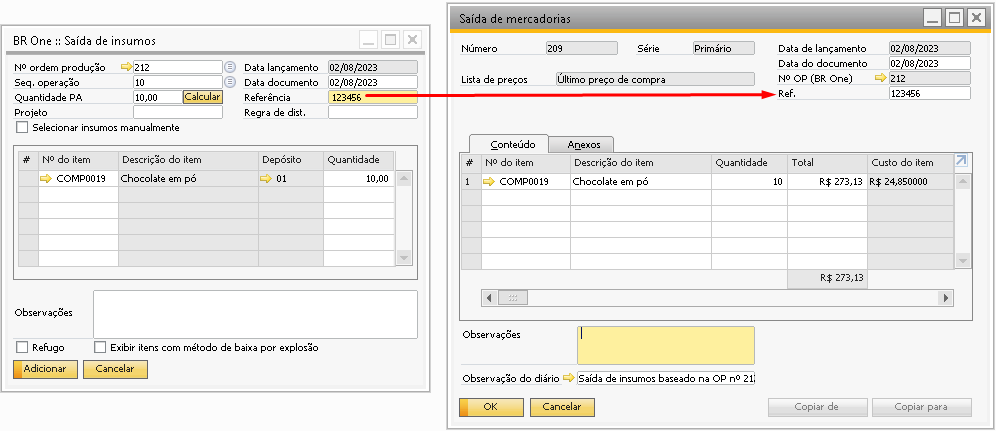 BR One :: Saída de insumos
Nº ordem produção 212 Data lançamento 02/08/2023
Seq. operação 10 Data documento 02/08/2023
Quantidade PA 10,00 Calcular Referência 123456
Projeto Regra de dist.
Selecionar insumos manualmente
# Nº do item Descrição do item Depósito Quantidade
COMP0019 Chocolate em pó 01 10,00
Observações
Refugo Exibir itens com método de baixa por explosão
Adicionar Cancelar
Saída de mercadorias
Número 209 Série Primário Data de lançamento 02/08/2023
Data do documento 02/08/2023
Lista de preços Último preço de compra Nº OP (BR One) 212
Ref. 123456
Conteúdo Anexos
# Nº do item Descrição do item Quantidade Total Custo do item
1 COMP0019 Chocolate em pó 10 R$ 273,13 R$ 24,850000
R$ 273,13
Observações
Observação do diário Saída de insumos baseado na OP nº 212
OK Cancelar Copiar de Copiar para